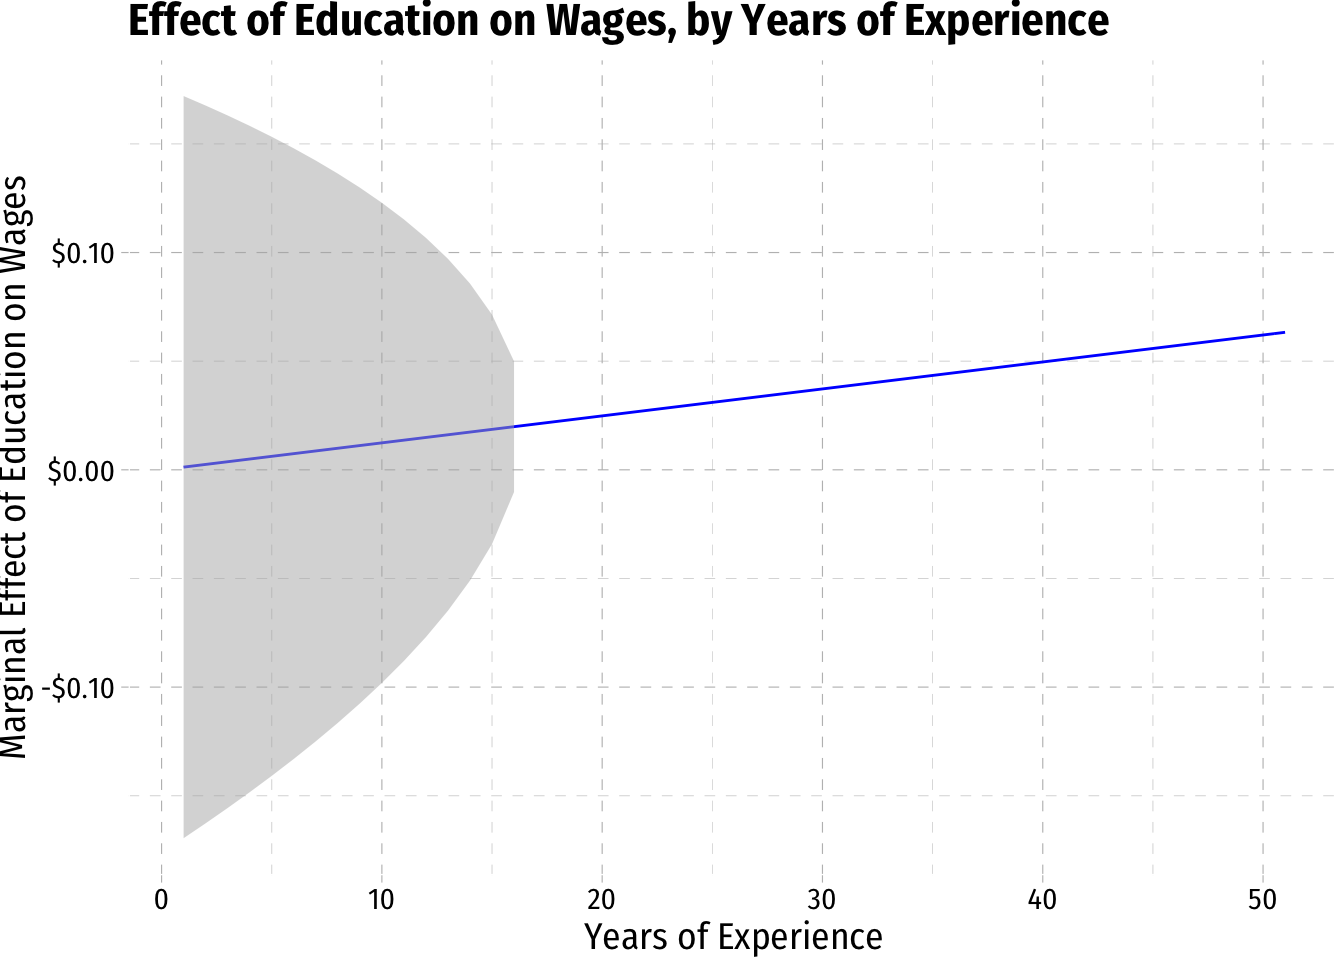 Effect of Education on Wages, by Years of Experience
Marginal Effect of Education on Wages
$0.10
$0.00
-$0.10
0 10 20 30 40 50
Years of Experience